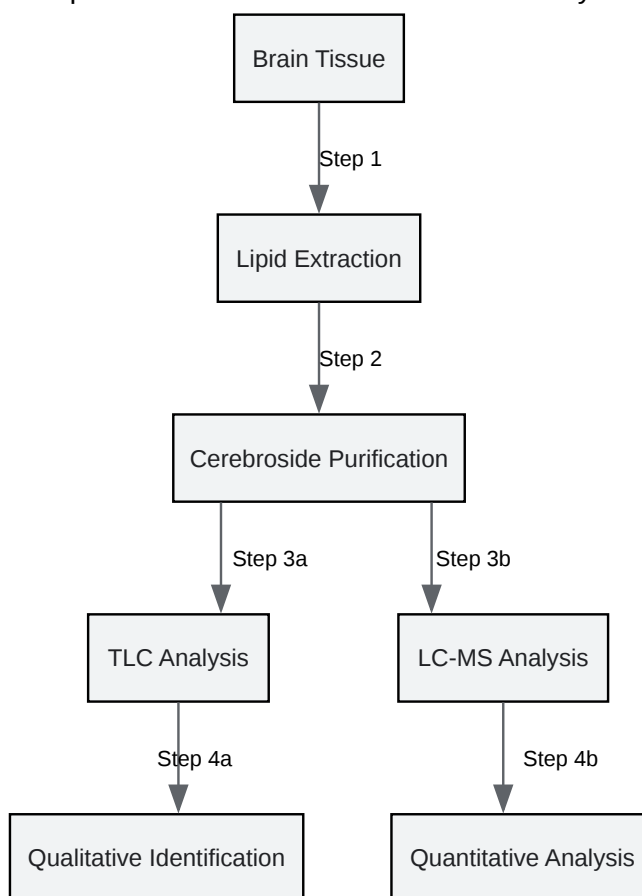 Brain Tissue
Step 1
Lipid Extraction
Step 2
Cerebroside Purification
Step 3a Step 3b
TLC Analysis LC-MS Analysis
Step 4a Step 4b
Qualitative Identification Quantitative Analysis